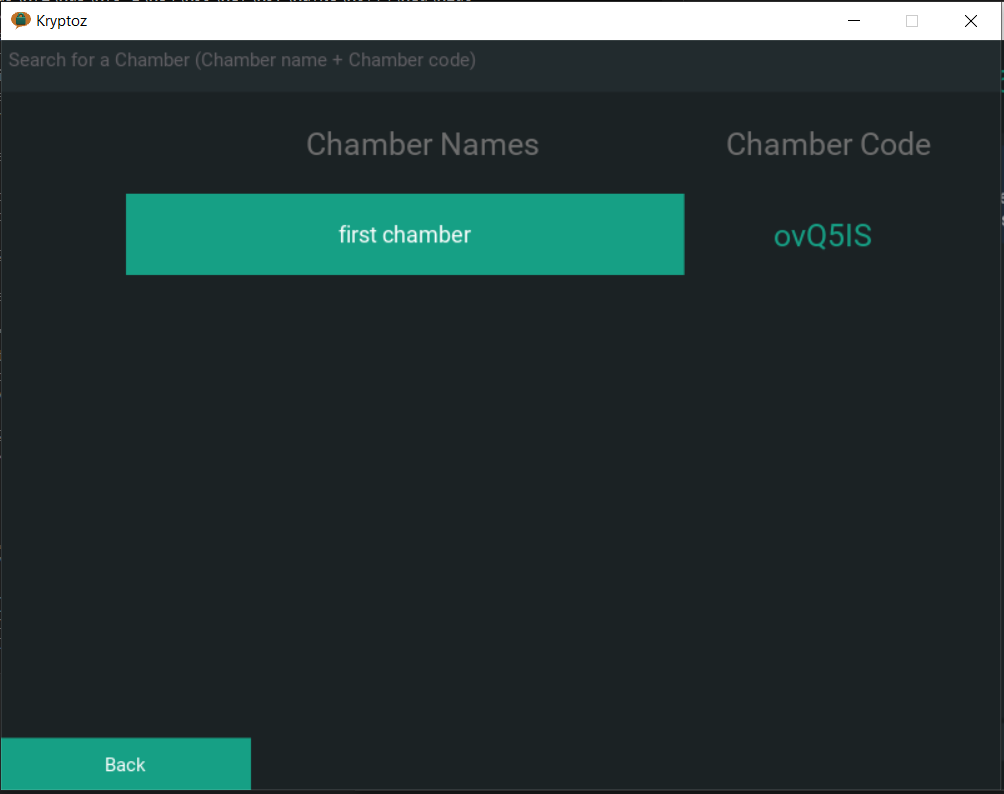 Kryptoz
Search for a Chamber (Chamber name + Chamber code)
Chamber Names
Chamber Code
first chamber
ovQ5IS
Back